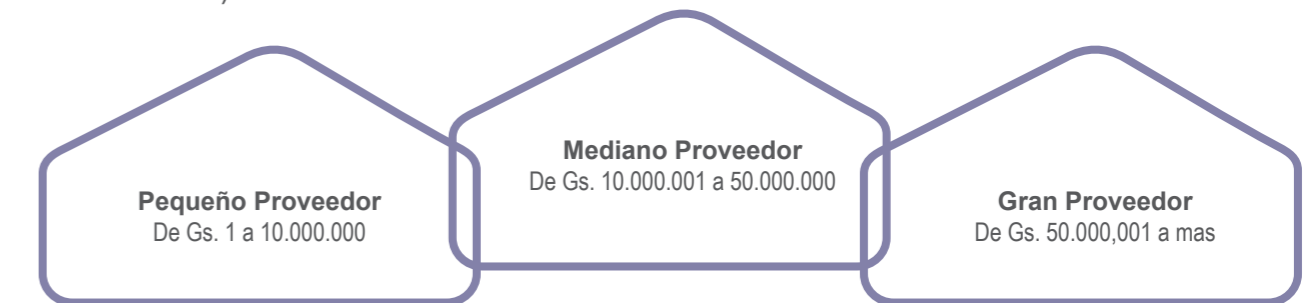 Pequeño Proveedor
De Gs. 1 a 10.000.000
Mediano Proveedor
De Gs. 10.000.001 a 50.000.000
Gran Proveedor
De Gs. 50.000,001 a mas